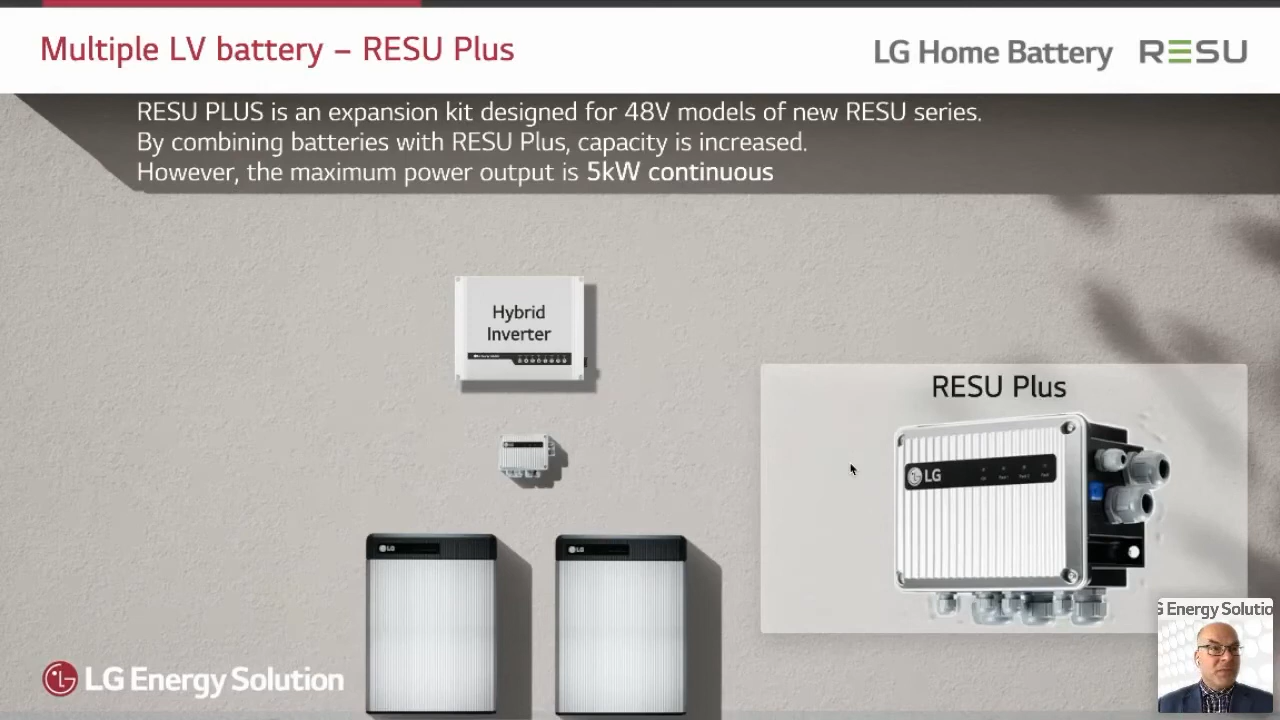 Multiple LV battery – RESU Plus
LG Home Battery RESU
RESU PLUS is an expansion kit designed for 48V models of new RESU series.
By combining batteries with RESU Plus, capacity is increased.
However, the maximum power output is 5kW continuous
Hybrid
Inverter
RESU Plus
LG
LG
LG
LG Energy Solution
G Energy Solutio